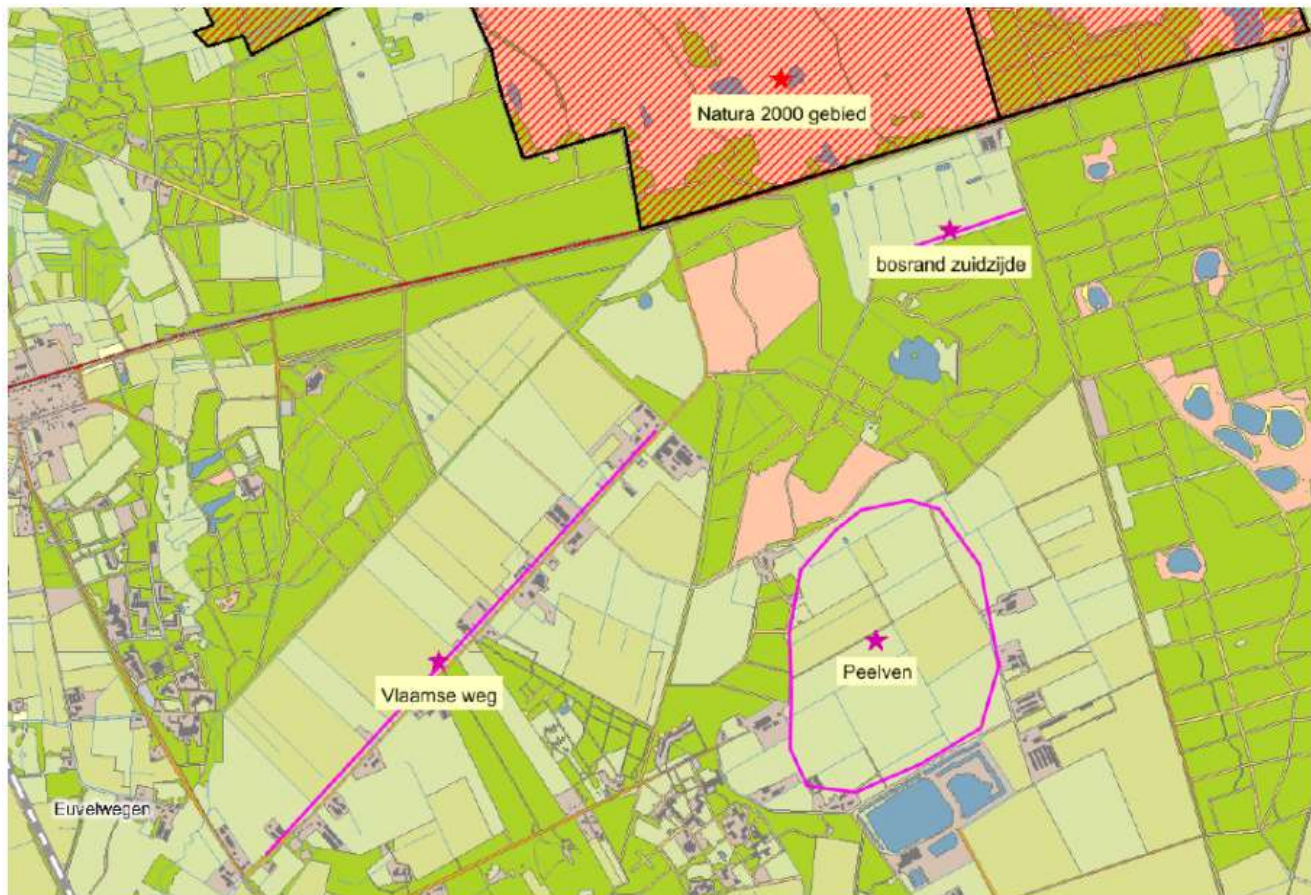 Natura 2000 gebied
bosrand zuidzijde
Peelven
Vlaamse weg
Euvelwegen